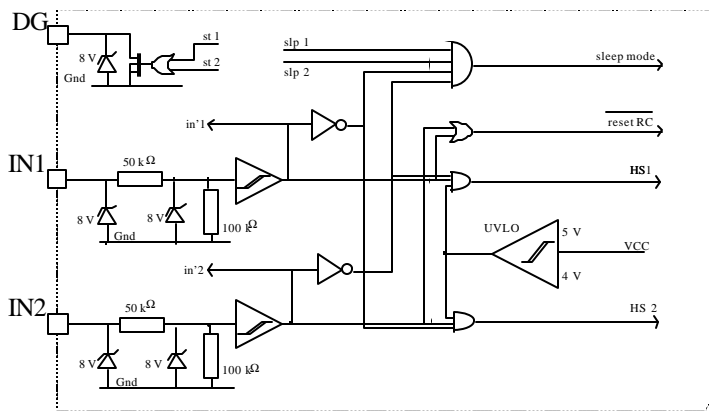 DG
st 1
8 V
st 2
Gnd
slp 1
slp 2
sleep mode
in'1
reset RC
IN1
50 kΩ
HS1
8 V
8 V
100 kΩ
Gnd
UVLO
5 V
VCC
in'2
4 V
IN2
50 kΩ
HS 2
8 V
8 V
100 kΩ
Gnd